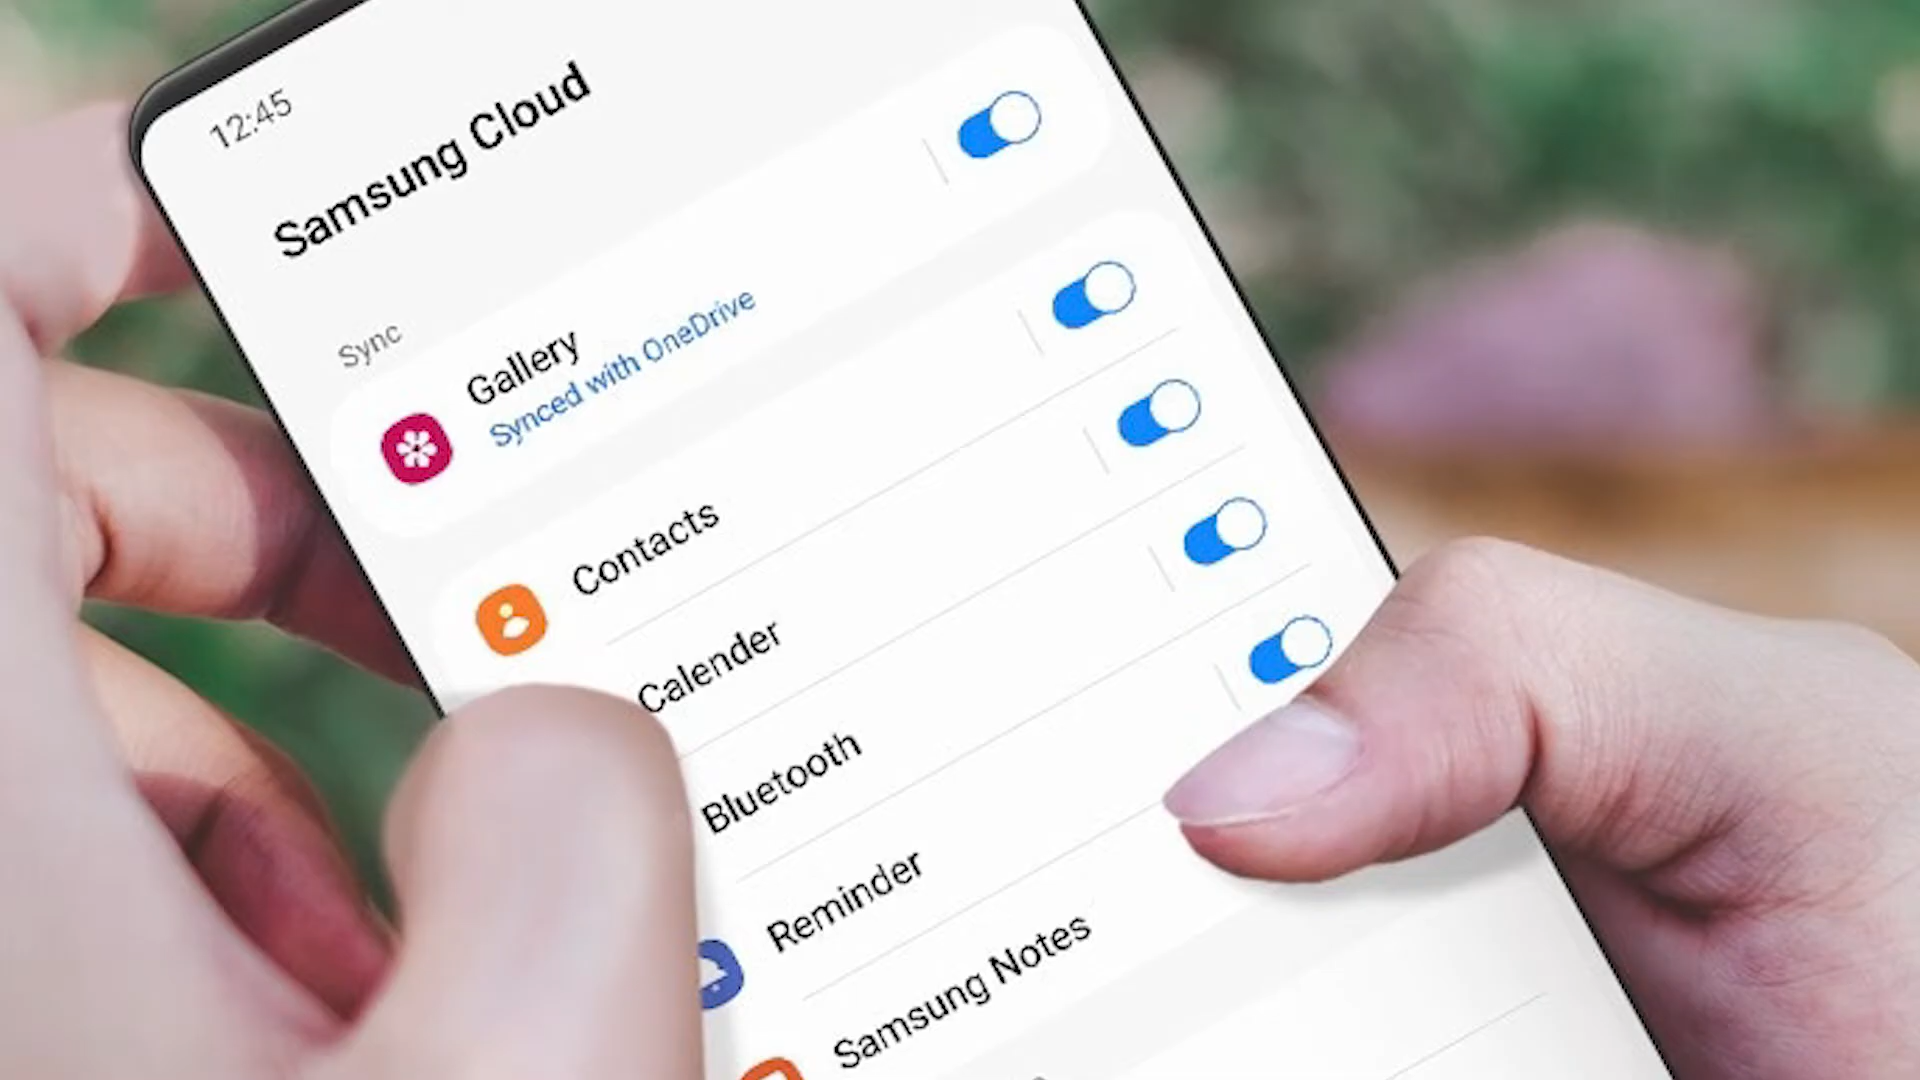 12:45
Samsung Cloud
Sync
Gallery
Synced with OneDrive
Contacts
Calender
Bluetooth
Reminder
Samsung Notes